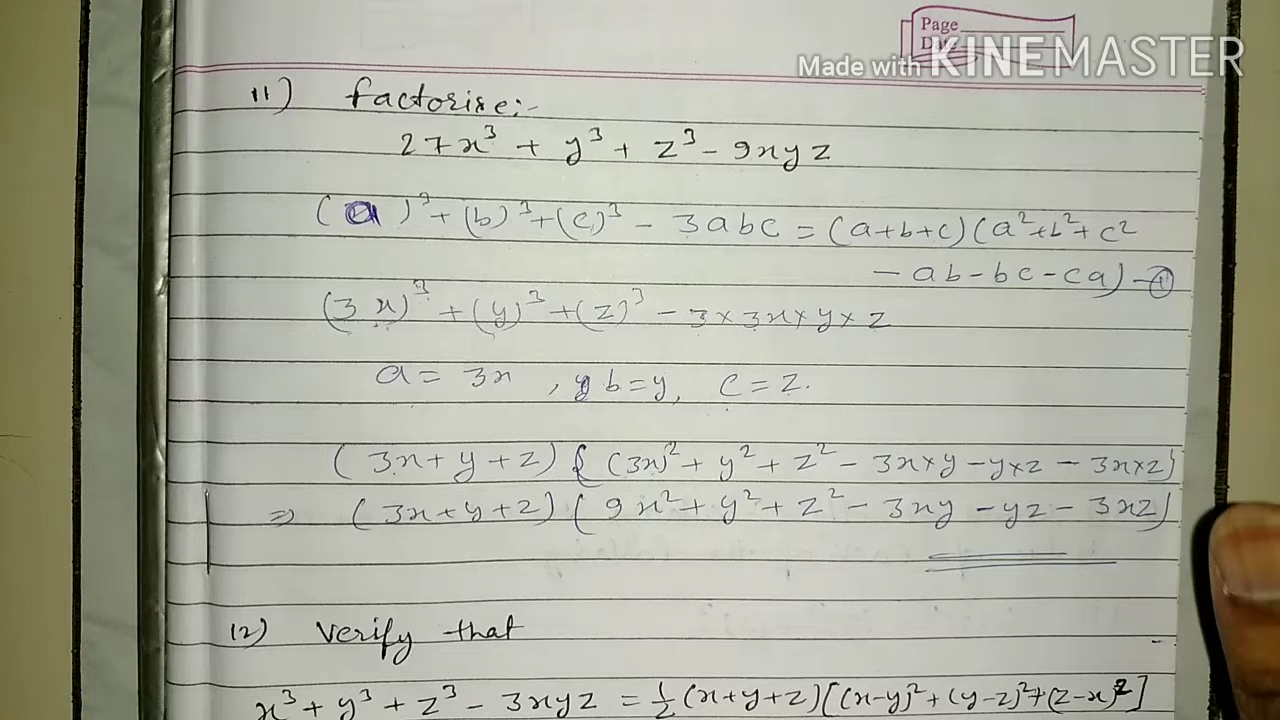 Page
Date
Made with KINEMASTER
11) factorise:-
27x³ + y³ + z³ - 9xyz
(a)³ + (b)³ + (c)³ - 3abc = (a+b+c)(a²+b²+c²
- ab - bc - ca) - ①
(3x)³ + (y)³ + (z)³ - 3×3x×y×z
a = 3x , b = y, c = z.
(3x + y + z) { (3x)² + y² + z² - 3x×y - y×z - 3x×z}
⇒ (3x + y + z) (9x² + y² + z² - 3xy - yz - 3xz)
12) Verify that
x³ + y³ + z³ - 3xyz = ½ (x+y+z)[(x-y)² + (y-z)² + (z-x)²]